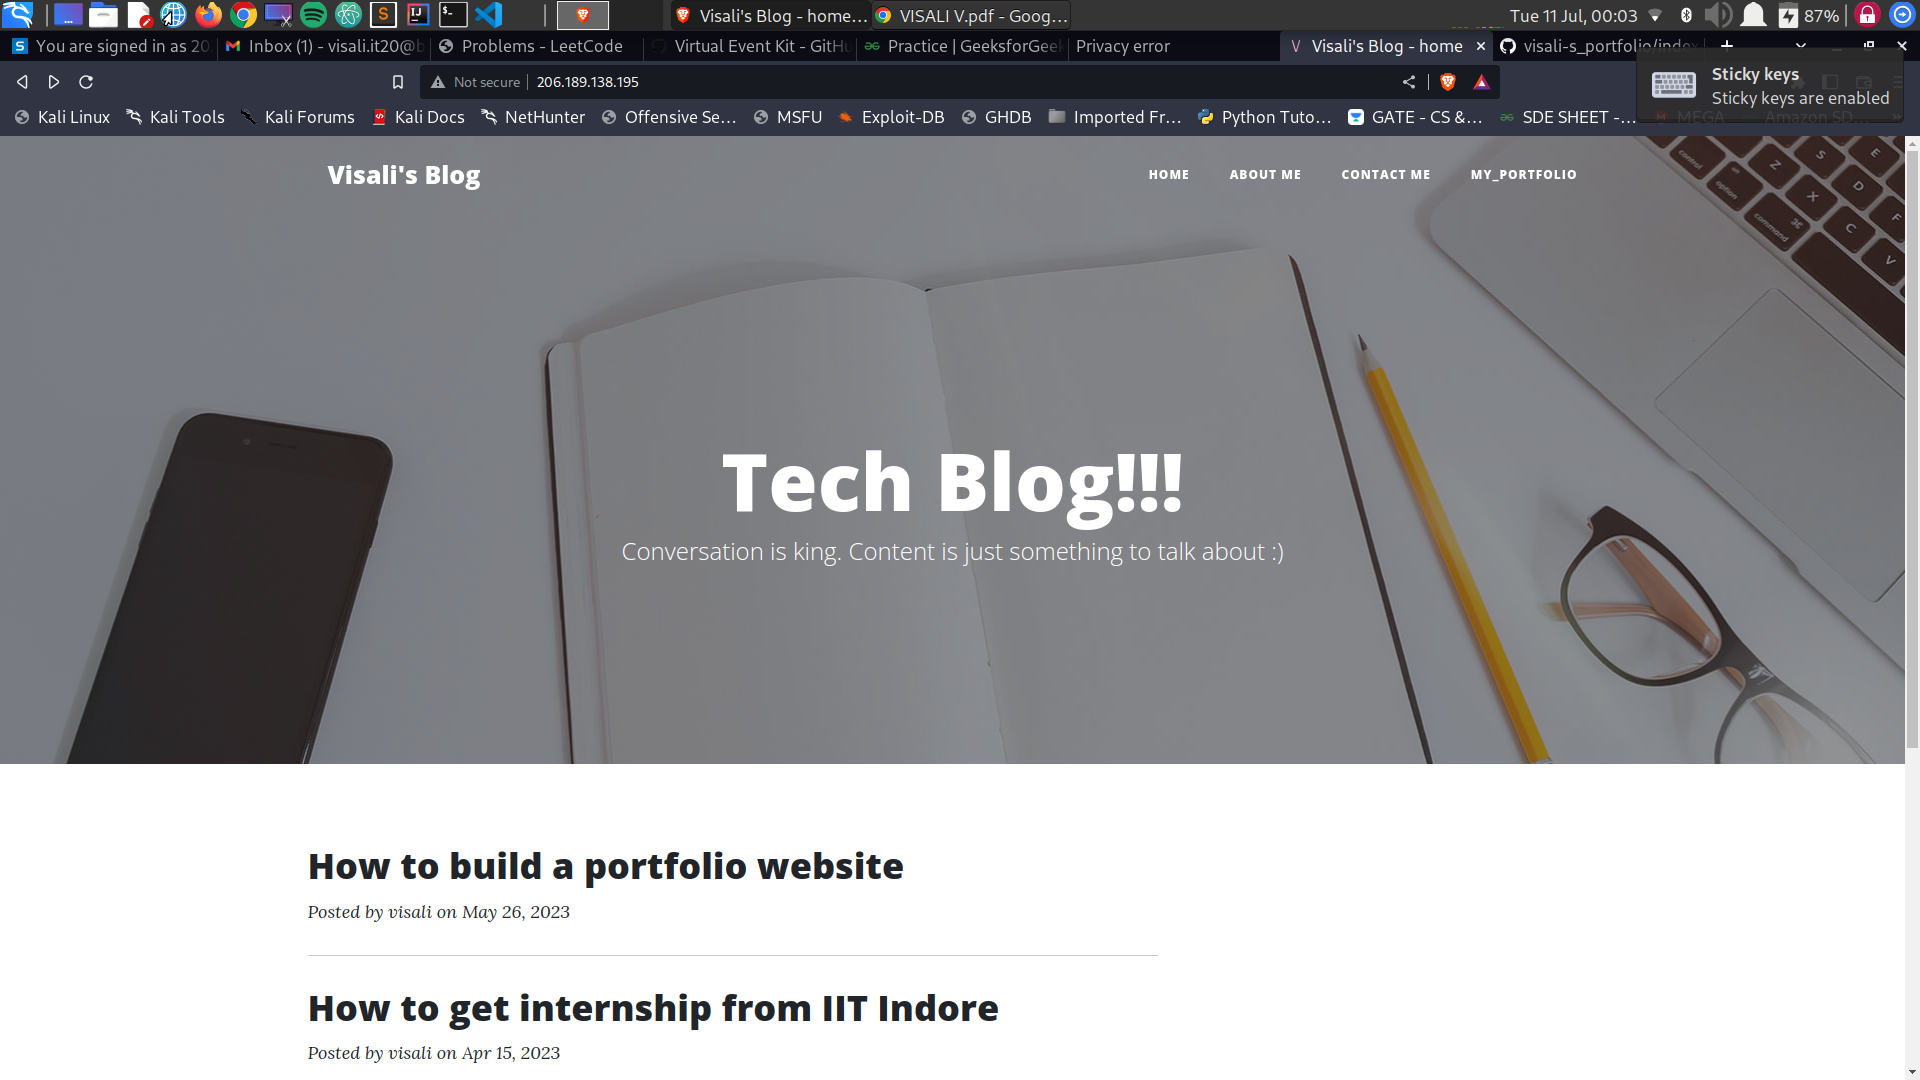 Visali's Blog - home...
VISALI V.pdf - Goog...
Tue 11 Jul, 00:03
87%
You are signed in as 20
Inbox (1) - visali.it20@b
Problems - LeetCode
Virtual Event Kit - GitHu
Practice | GeeksforGeek
Privacy error
Visali's Blog - home
visali-s_portfolio/index
Sticky keys
Sticky keys are enabled
Not secure
206.189.138.195
Kali Linux
Kali Tools
Kali Forums
Kali Docs
NetHunter
Offensive Se...
MSFU
Exploit-DB
GHDB
Imported Fr...
Python Tuto...
GATE - CS &...
SDE SHEET -...
MEGA
Amazon SD...
Visali's Blog
HOME
ABOUT ME
CONTACT ME
MY_PORTFOLIO
control
option
command
Z
S
E
D
X
F
C
V
Tech Blog!!!
Conversation is king. Content is just something to talk about :)
How to build a portfolio website
Posted by visali on May 26, 2023
How to get internship from IIT Indore
Posted by visali on Apr 15, 2023